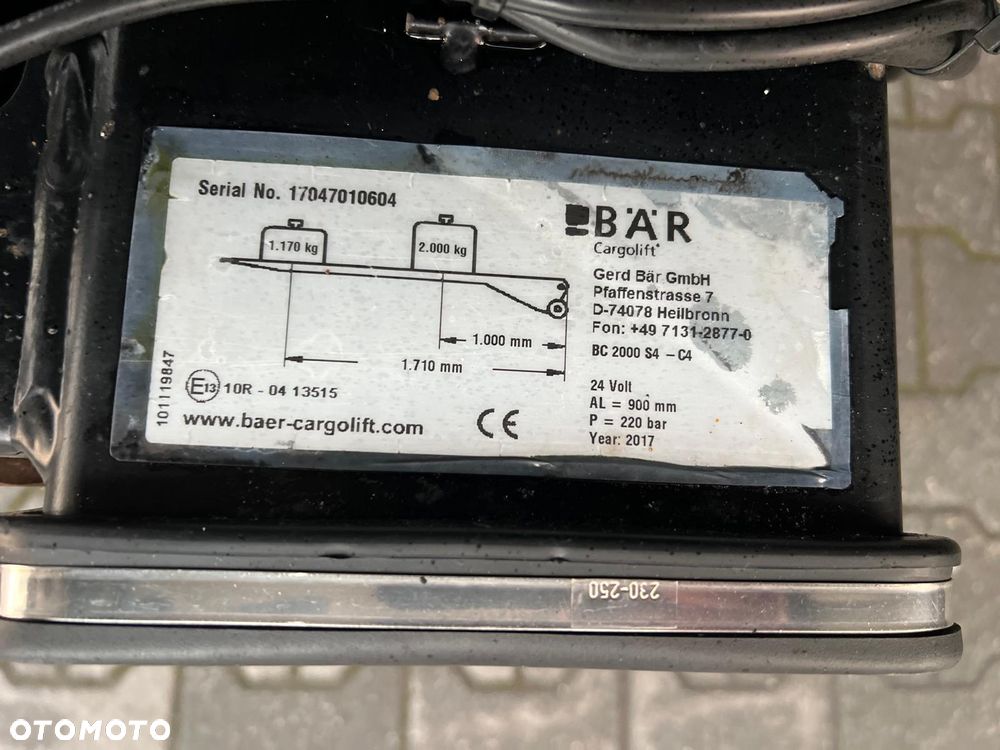 Serial No. 17047010604
1.170 kg
2.000 kg
1.000 mm
1.710 mm
BÄR
Cargolift
Gerd Bär GmbH
Pfaffenstrasse 7
D-74078 Heilbronn
Fon: +49 7131-2877-0
BC 2000 S4 - C4
24 Volt
AL = 900 mm
P = 220 bar
Year: 2017
E13 10R - 04 13515
www.baer-cargolift.com
CE
101119847
230-250
OTOMOTO